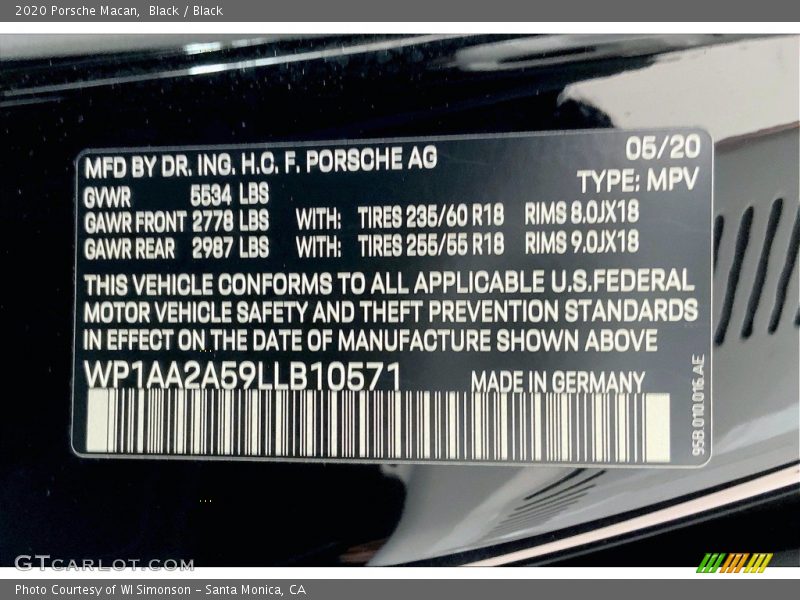 2020 Porsche Macan, Black / Black
MFD BY DR. ING. H.C. F. PORSCHE AG 05/20
TYPE: MPV
GVWR 5534 LBS
GAWR FRONT 2778 LBS WITH: TIRES 235/60 R18 RIMS 8.0JX18
GAWR REAR 2987 LBS WITH: TIRES 255/55 R18 RIMS 9.0JX18
THIS VEHICLE CONFORMS TO ALL APPLICABLE U.S.FEDERAL
MOTOR VEHICLE SAFETY AND THEFT PREVENTION STANDARDS
IN EFFECT ON THE DATE OF MANUFACTURE SHOWN ABOVE
WP1AA2A59LLB10571 MADE IN GERMANY
95B.010.016.AE
GTCARLOT.COM
Photo Courtesy of WI Simonson - Santa Monica, CA